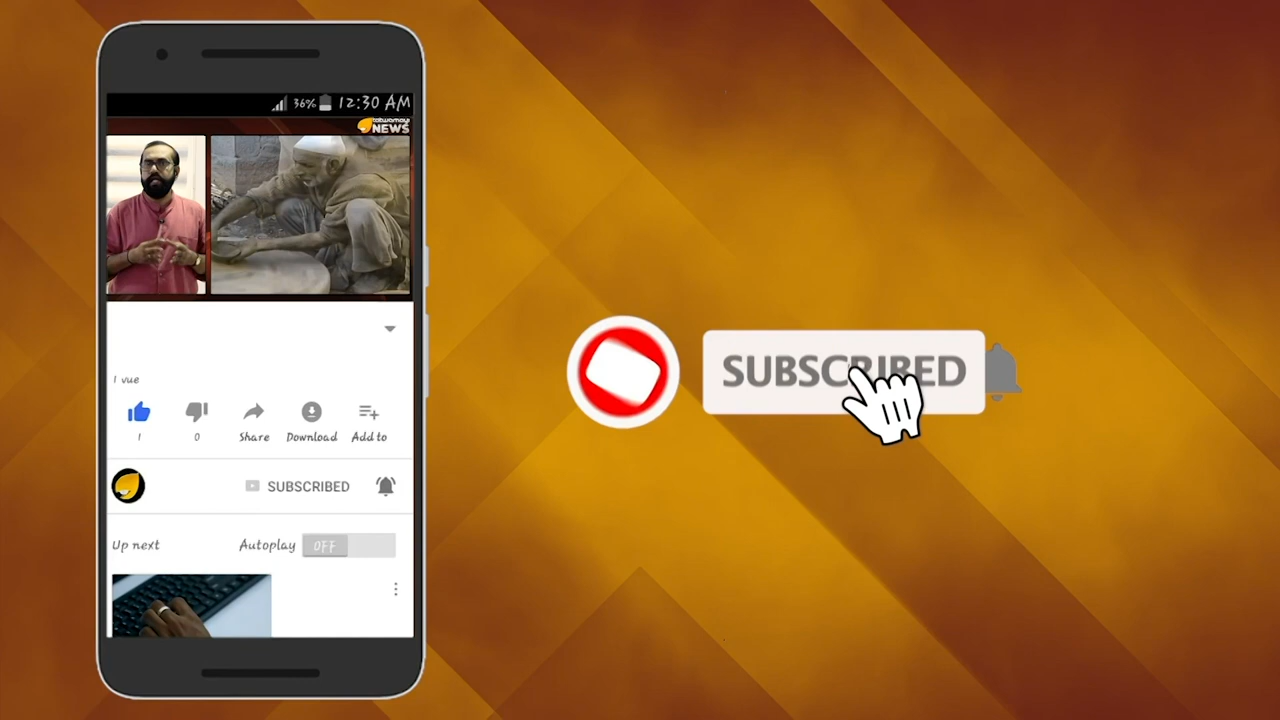 36% 12:30 AM
tatwamayi
NEWS
1 vue
1
0
Share
Download
Add to
SUBSCRIBED
Up next
Autoplay
OFF
SUBSCRIBED